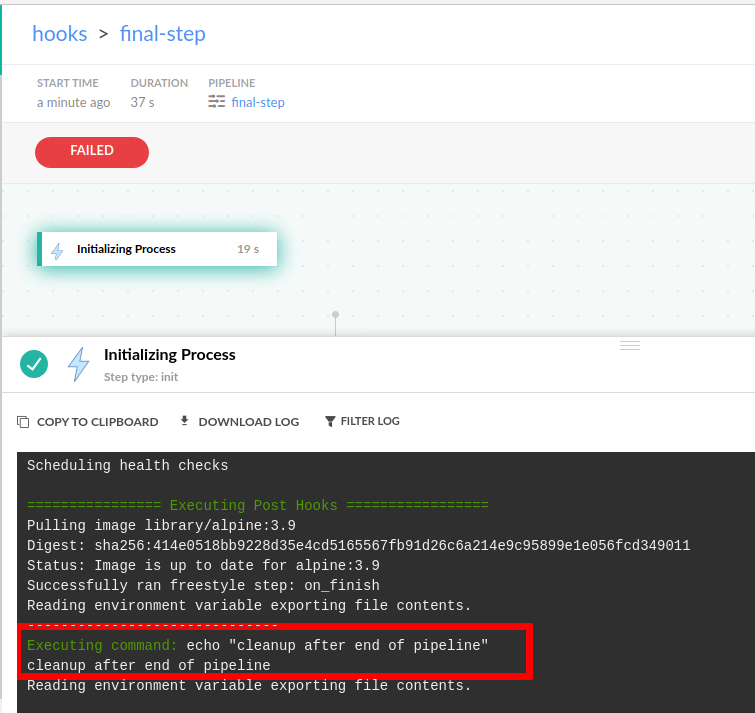 hooks > final-step
START TIME DURATION PIPELINE
a minute ago 37 s final-step
FAILED
Initializing Process 19 s
Initializing Process
Step type: init
COPY TO CLIPBOARD DOWNLOAD LOG FILTER LOG
Scheduling health checks
================ Executing Post Hooks =================
Pulling image library/alpine:3.9
Digest: sha256:414e0518bb9228d35e4cd5165567fb91d26c6a214e9c95899e1e056fcd349011
Status: Image is up to date for alpine:3.9
Successfully ran freestyle step: on_finish
Reading environment variable exporting file contents.
------------------------------
Executing command: echo "cleanup after end of pipeline"
cleanup after end of pipeline
Reading environment variable exporting file contents.